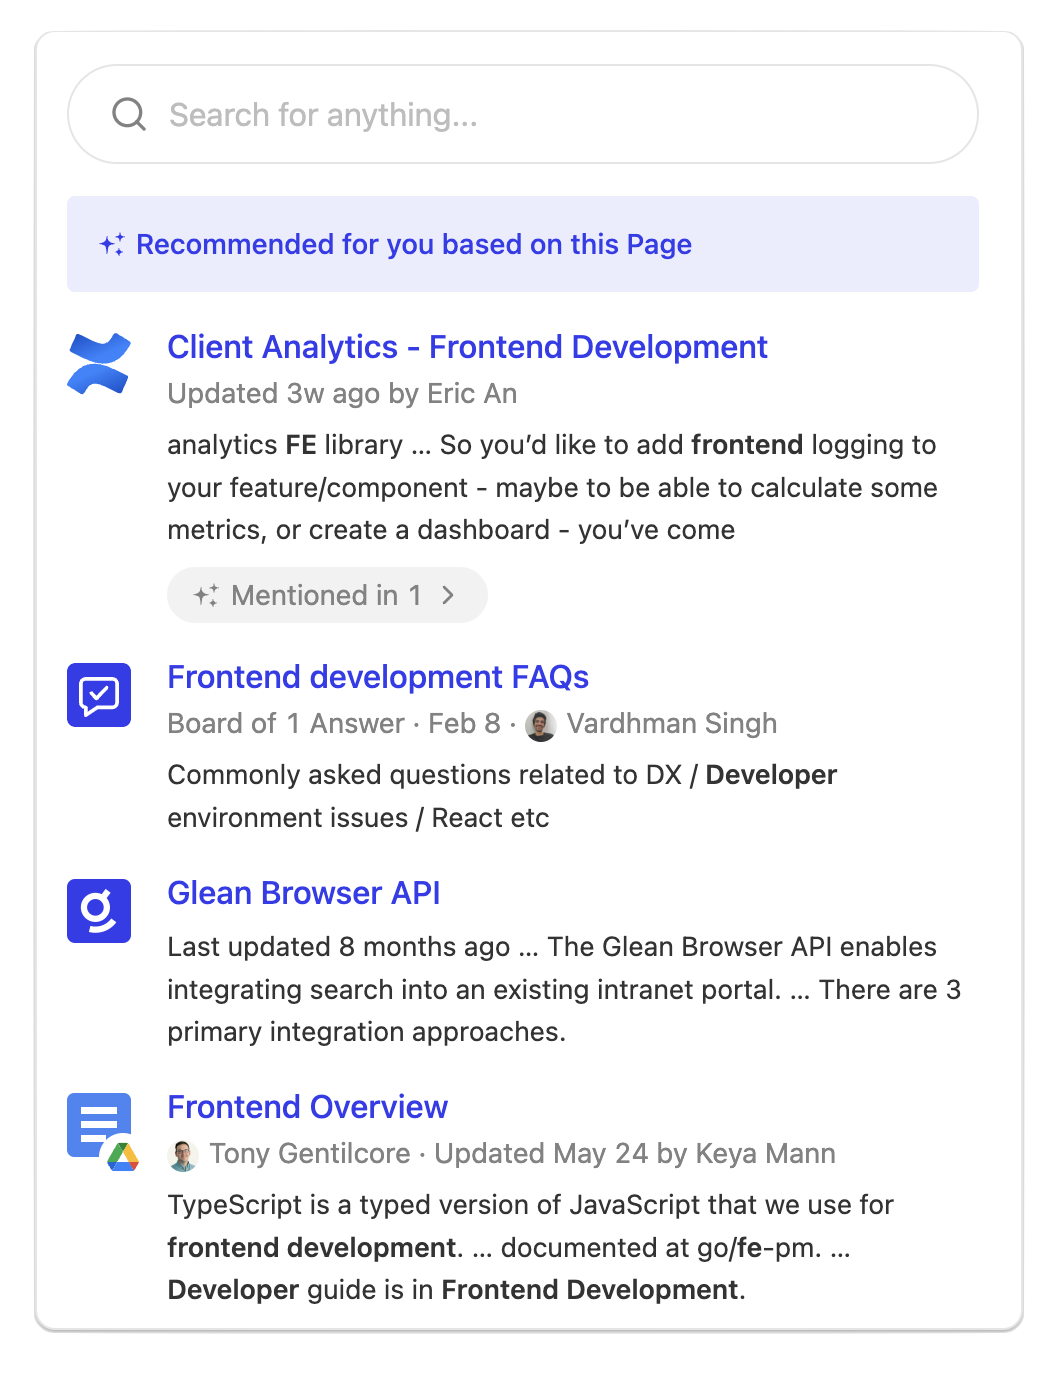 Search for anything...
Recommended for you based on this Page
Client Analytics - Frontend Development
Updated 3w ago by Eric An
analytics FE library ... So you’d like to add frontend logging to
your feature/component - maybe to be able to calculate some
metrics, or create a dashboard - you’ve come
Mentioned in 1
Frontend development FAQs
Board of 1 Answer · Feb 8 · Vardhman Singh
Commonly asked questions related to DX / Developer
environment issues / React etc
Glean Browser API
Last updated 8 months ago ... The Glean Browser API enables
integrating search into an existing intranet portal. ... There are 3
primary integration approaches.
Frontend Overview
Tony Gentilcore · Updated May 24 by Keya Mann
TypeScript is a typed version of JavaScript that we use for
frontend development. ... documented at go/fe-pm. ...
Developer guide is in Frontend Development.